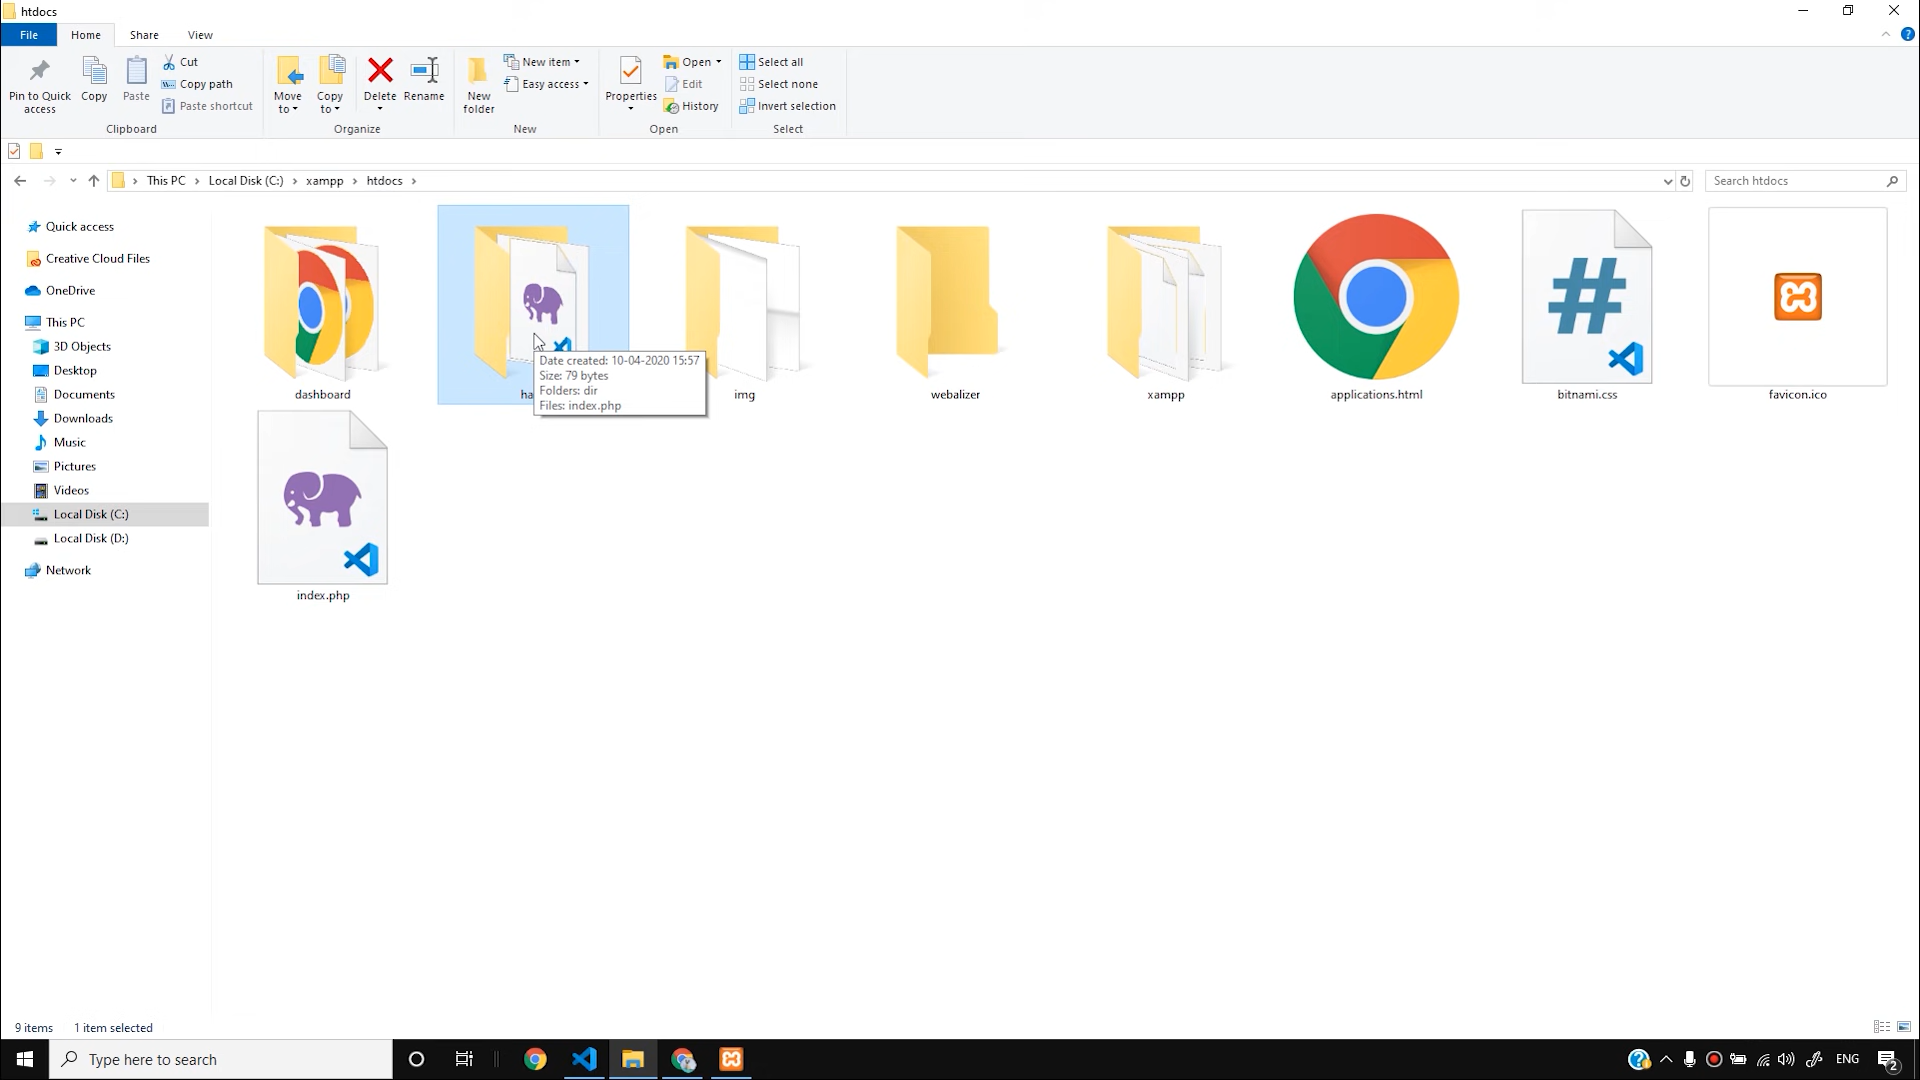 htdocs
File Home Share View
Pin to Quick access
Copy
Paste
Cut
Copy path
Paste shortcut
Clipboard
Move to
Copy to
Delete
Rename
Organize
New folder
New item
Easy access
New
Properties
Open
Edit
History
Open
Select all
Select none
Invert selection
Select
This PC > Local Disk (C:) > xampp > htdocs >
Search htdocs
Quick access
Creative Cloud Files
OneDrive
This PC
3D Objects
Desktop
Documents
Downloads
Music
Pictures
Videos
Local Disk (C:)
Local Disk (D:)
Network
dashboard
Date created: 10-04-2020 15:57
Size: 79 bytes
Folders: dir
Files: index.php
img
webalizer
xampp
applications.html
#
bitnami.css
favicon.ico
index.php
9 items 1 item selected
Type here to search
ENG
2